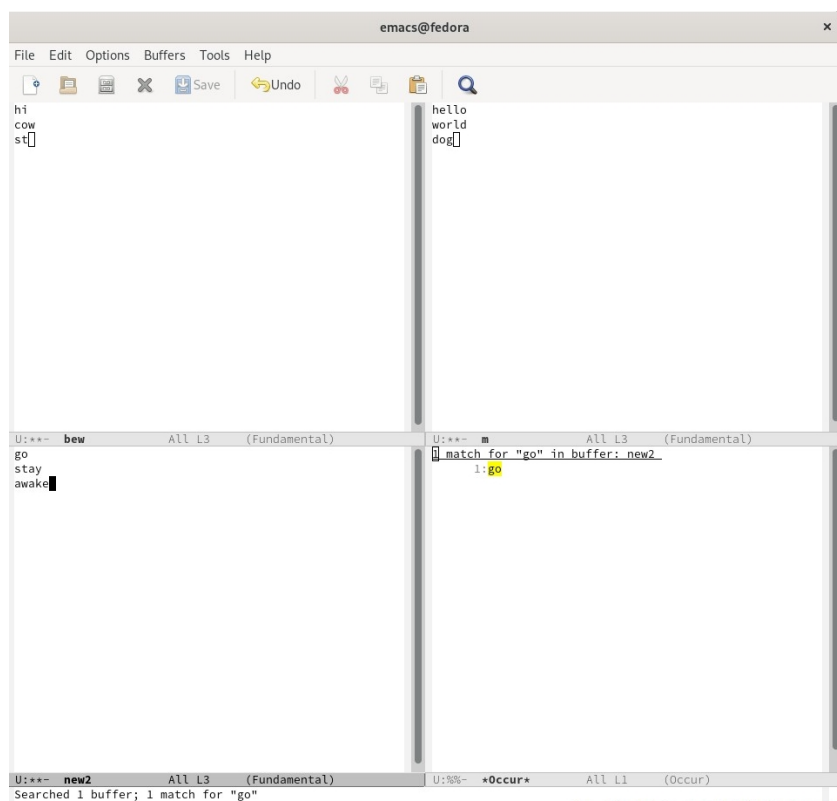 emacs@fedora ×
File Edit Options Buffers Tools Help
Save Undo
hi
cow
st
hello
world
dog
U:**- bew All L3 (Fundamental)
U:**- m All L3 (Fundamental)
go
stay
awake
1 match for "go" in buffer: new2
1:go
U:**- new2 All L3 (Fundamental)
U:%%- *Occur* All L1 (Occur)
Searched 1 buffer; 1 match for "go"